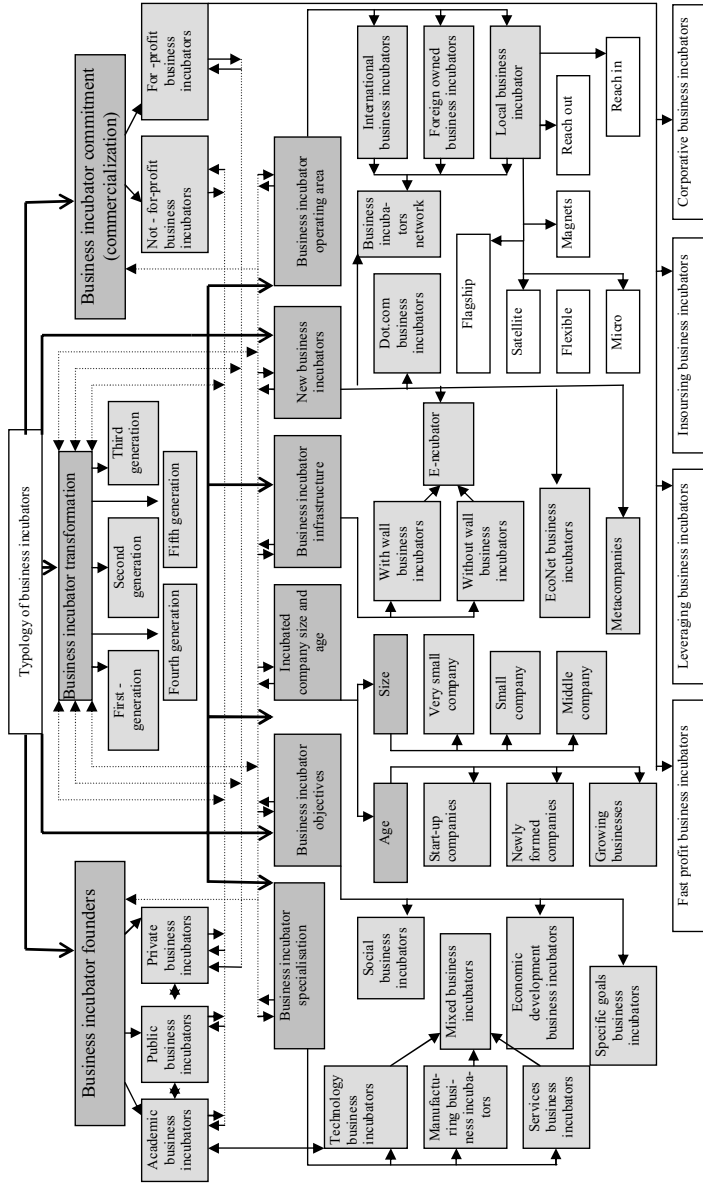 Typology of business incubators
Business incubator founders
Business incubator transformation
Business incubator commitment
(commercialization)
Academic
business
incubators
Public
business
incubators
Private
business
incubators
First -
generation
Second
generation
Third
generation
Fourth generation
Fifth generation
Not - for-profit
business
incubators
For -profit
business
incubators
Business incubator
specialisation
Business incubator
objectives
Incubated
company size and
age
Business incubator
infrastructure
New business
incubators
Business incubator
operating area
Technology
business
incubators
Manufactu-
ring busi-
ness incuba-
tors
Services
business
incubators
Mixed business
incubators
Social
business
incubators
Economic
development
business incubators
Specific goals
business
incubators
Age
Start-up
companies
Newly
formed
companies
Growing
businesses
Size
Very small
company
Small
company
Middle
company
With wall
business
incubators
Without wall
business
incubators
E-ncubator
EcoNet business
incubators
Metacompanies
Dot.com
business
incubators
Business
incuba-
tors
network
International
business incubators
Foreign owned
business incubators
Local business
incubator
Flagship
Satellite
Flexible
Micro
Magnets
Reach out
Reach in
Fast profit business incubators
Leveraging business incubators
Insoursing business incubators
Corporative business incubators